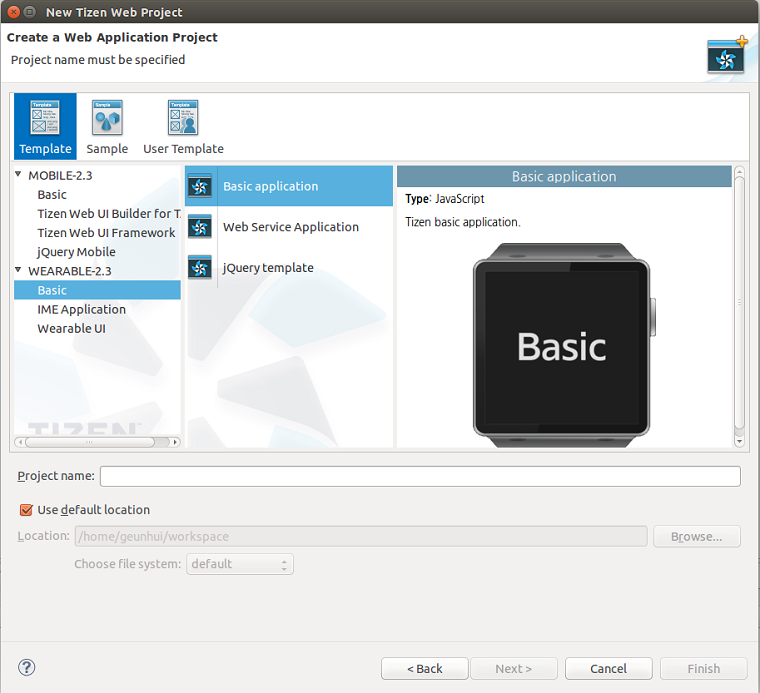 New Tizen Web Project
Create a Web Application Project
Project name must be specified
Template
Sample
User Template
MOBILE-2.3
Basic
Tizen Web UI Builder for T
Tizen Web UI Framework
jQuery Mobile
WEARABLE-2.3
Basic
IME Application
Wearable UI
TIZEN
Basic application
Web Service Application
jQuery template
Basic application
Type: JavaScript
Tizen basic application.
Basic
Project name:
Use default location
Location: /home/geunhui/workspace Browse...
Choose file system: default
? < Back Next > Cancel Finish